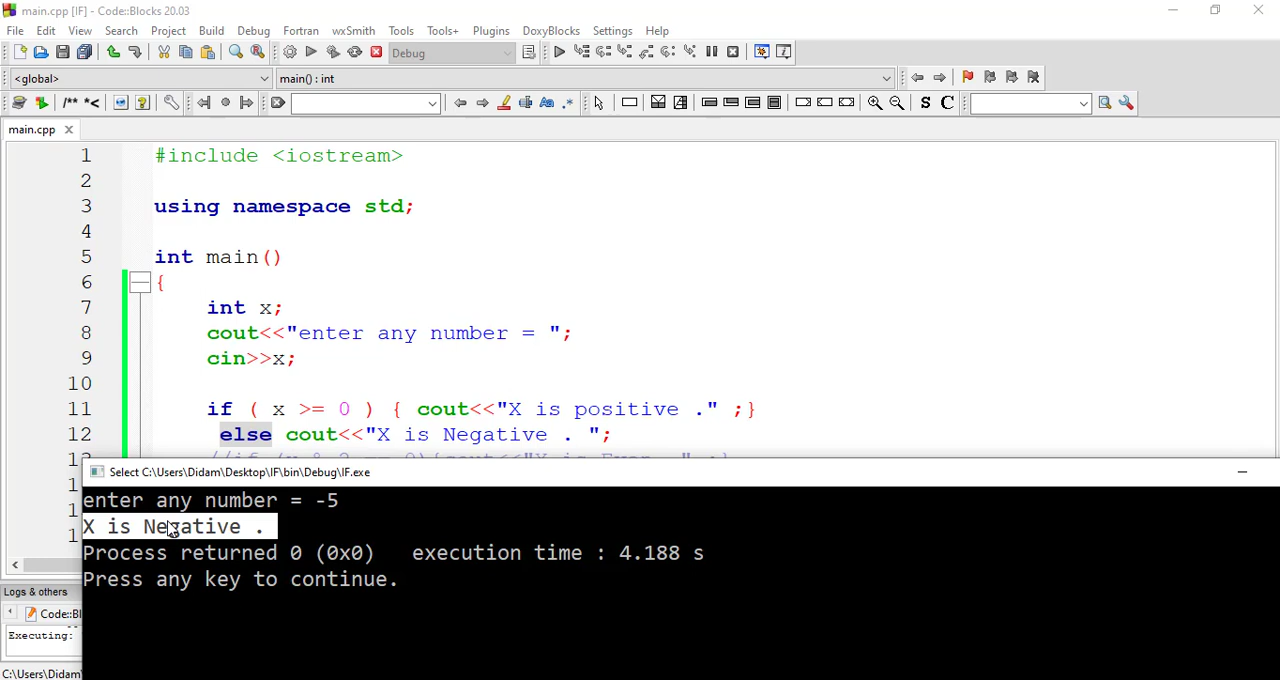 main.cpp [IF] - Code::Blocks 20.03
File Edit View Search Project Build Debug Fortran wxSmith Tools Tools+ Plugins DoxyBlocks Settings Help
Debug
<global> main() : int
/** *< S C
main.cpp
1 #include <iostream>
2
3 using namespace std;
4
5 int main()
6 {
7 int x;
8 cout<<"enter any number = ";
9 cin>>x;
10
11 if ( x >= 0 ) { cout<<"X is positive ." ;}
12 else cout<<"X is Negative . ";
Select C:\Users\Didam\Desktop\IF\bin\Debug\IF.exe
enter any number = -5
X is Negative .
Process returned 0 (0x0) execution time : 4.188 s
Press any key to continue.
Logs & others
Code::Bl
Executing:
C:\Users\Didam